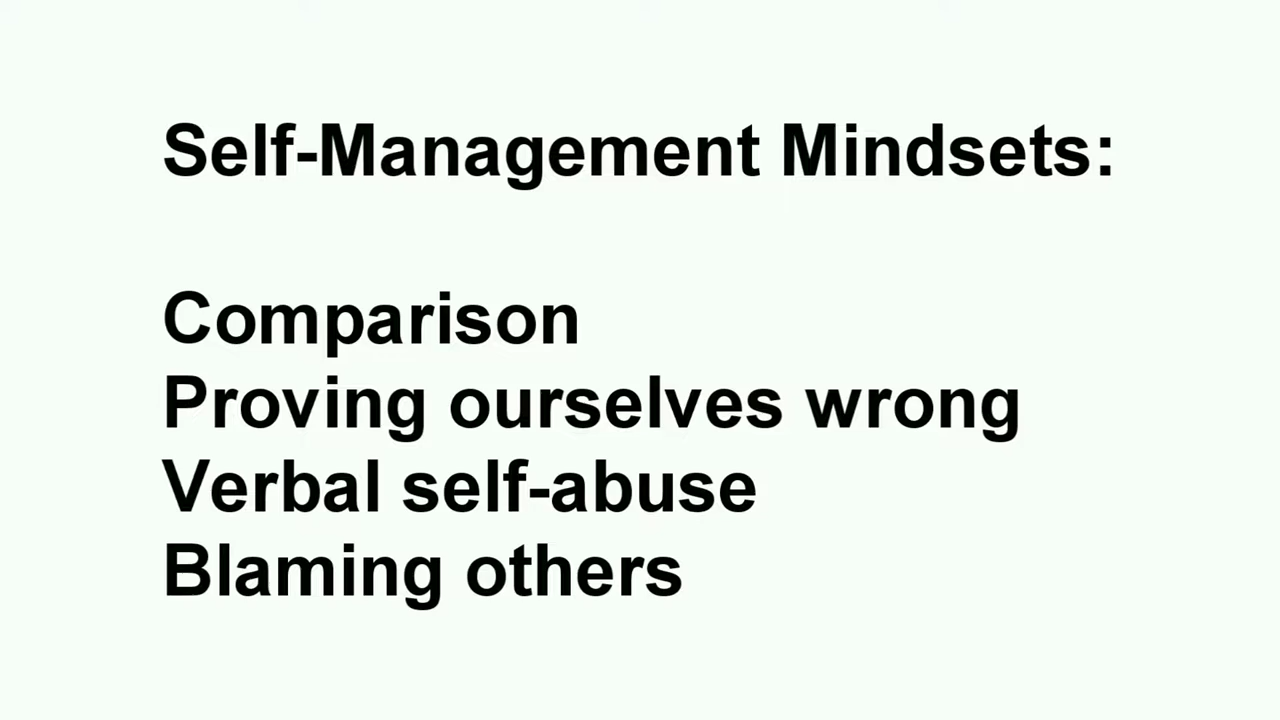 Self-Management Mindsets:
Comparison
Proving ourselves wrong
Verbal self-abuse
Blaming others